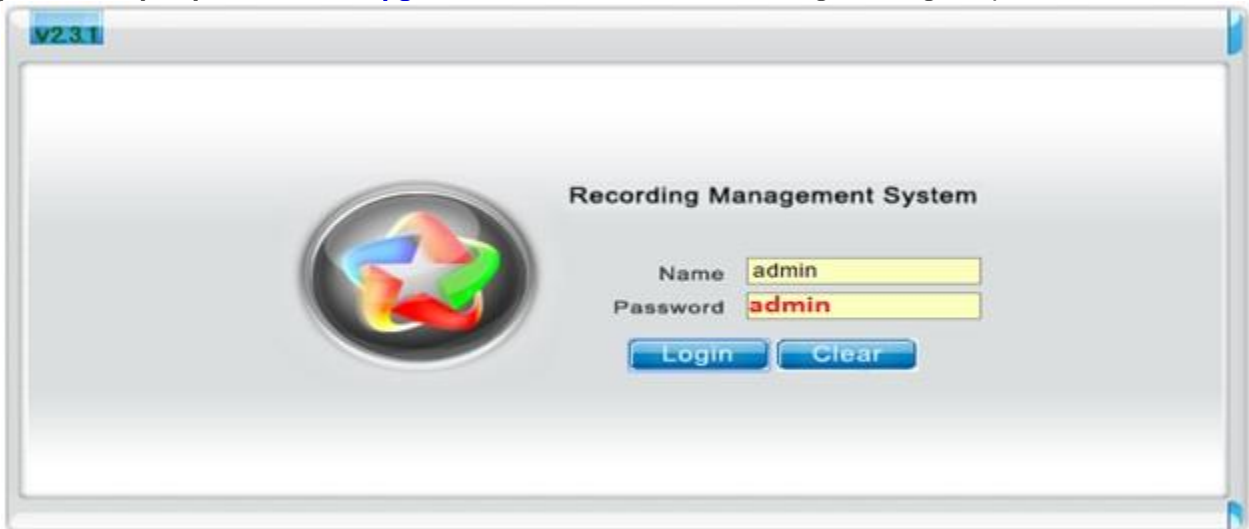 V2.3.1
Recording Management System
Name admin
Password admin
Login Clear